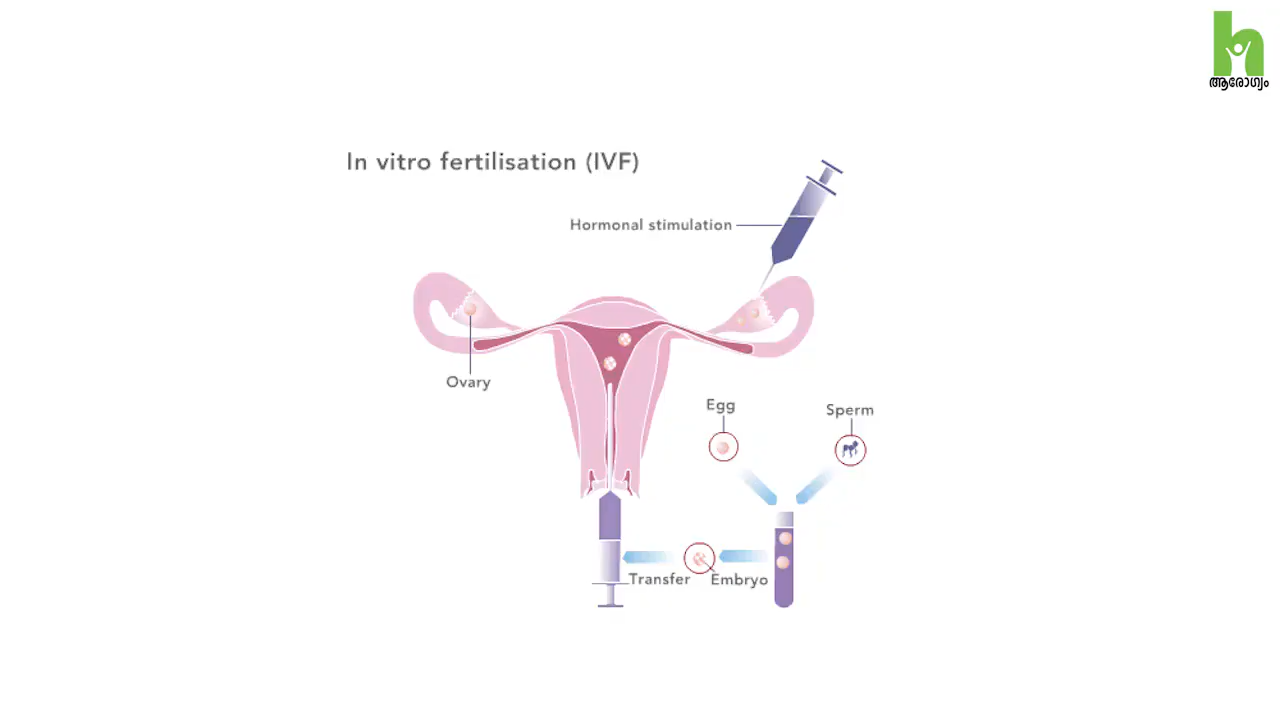 ആരോഗ്യം
In vitro fertilisation (IVF)
Hormonal stimulation
Ovary
Egg
Sperm
Transfer
Embryo